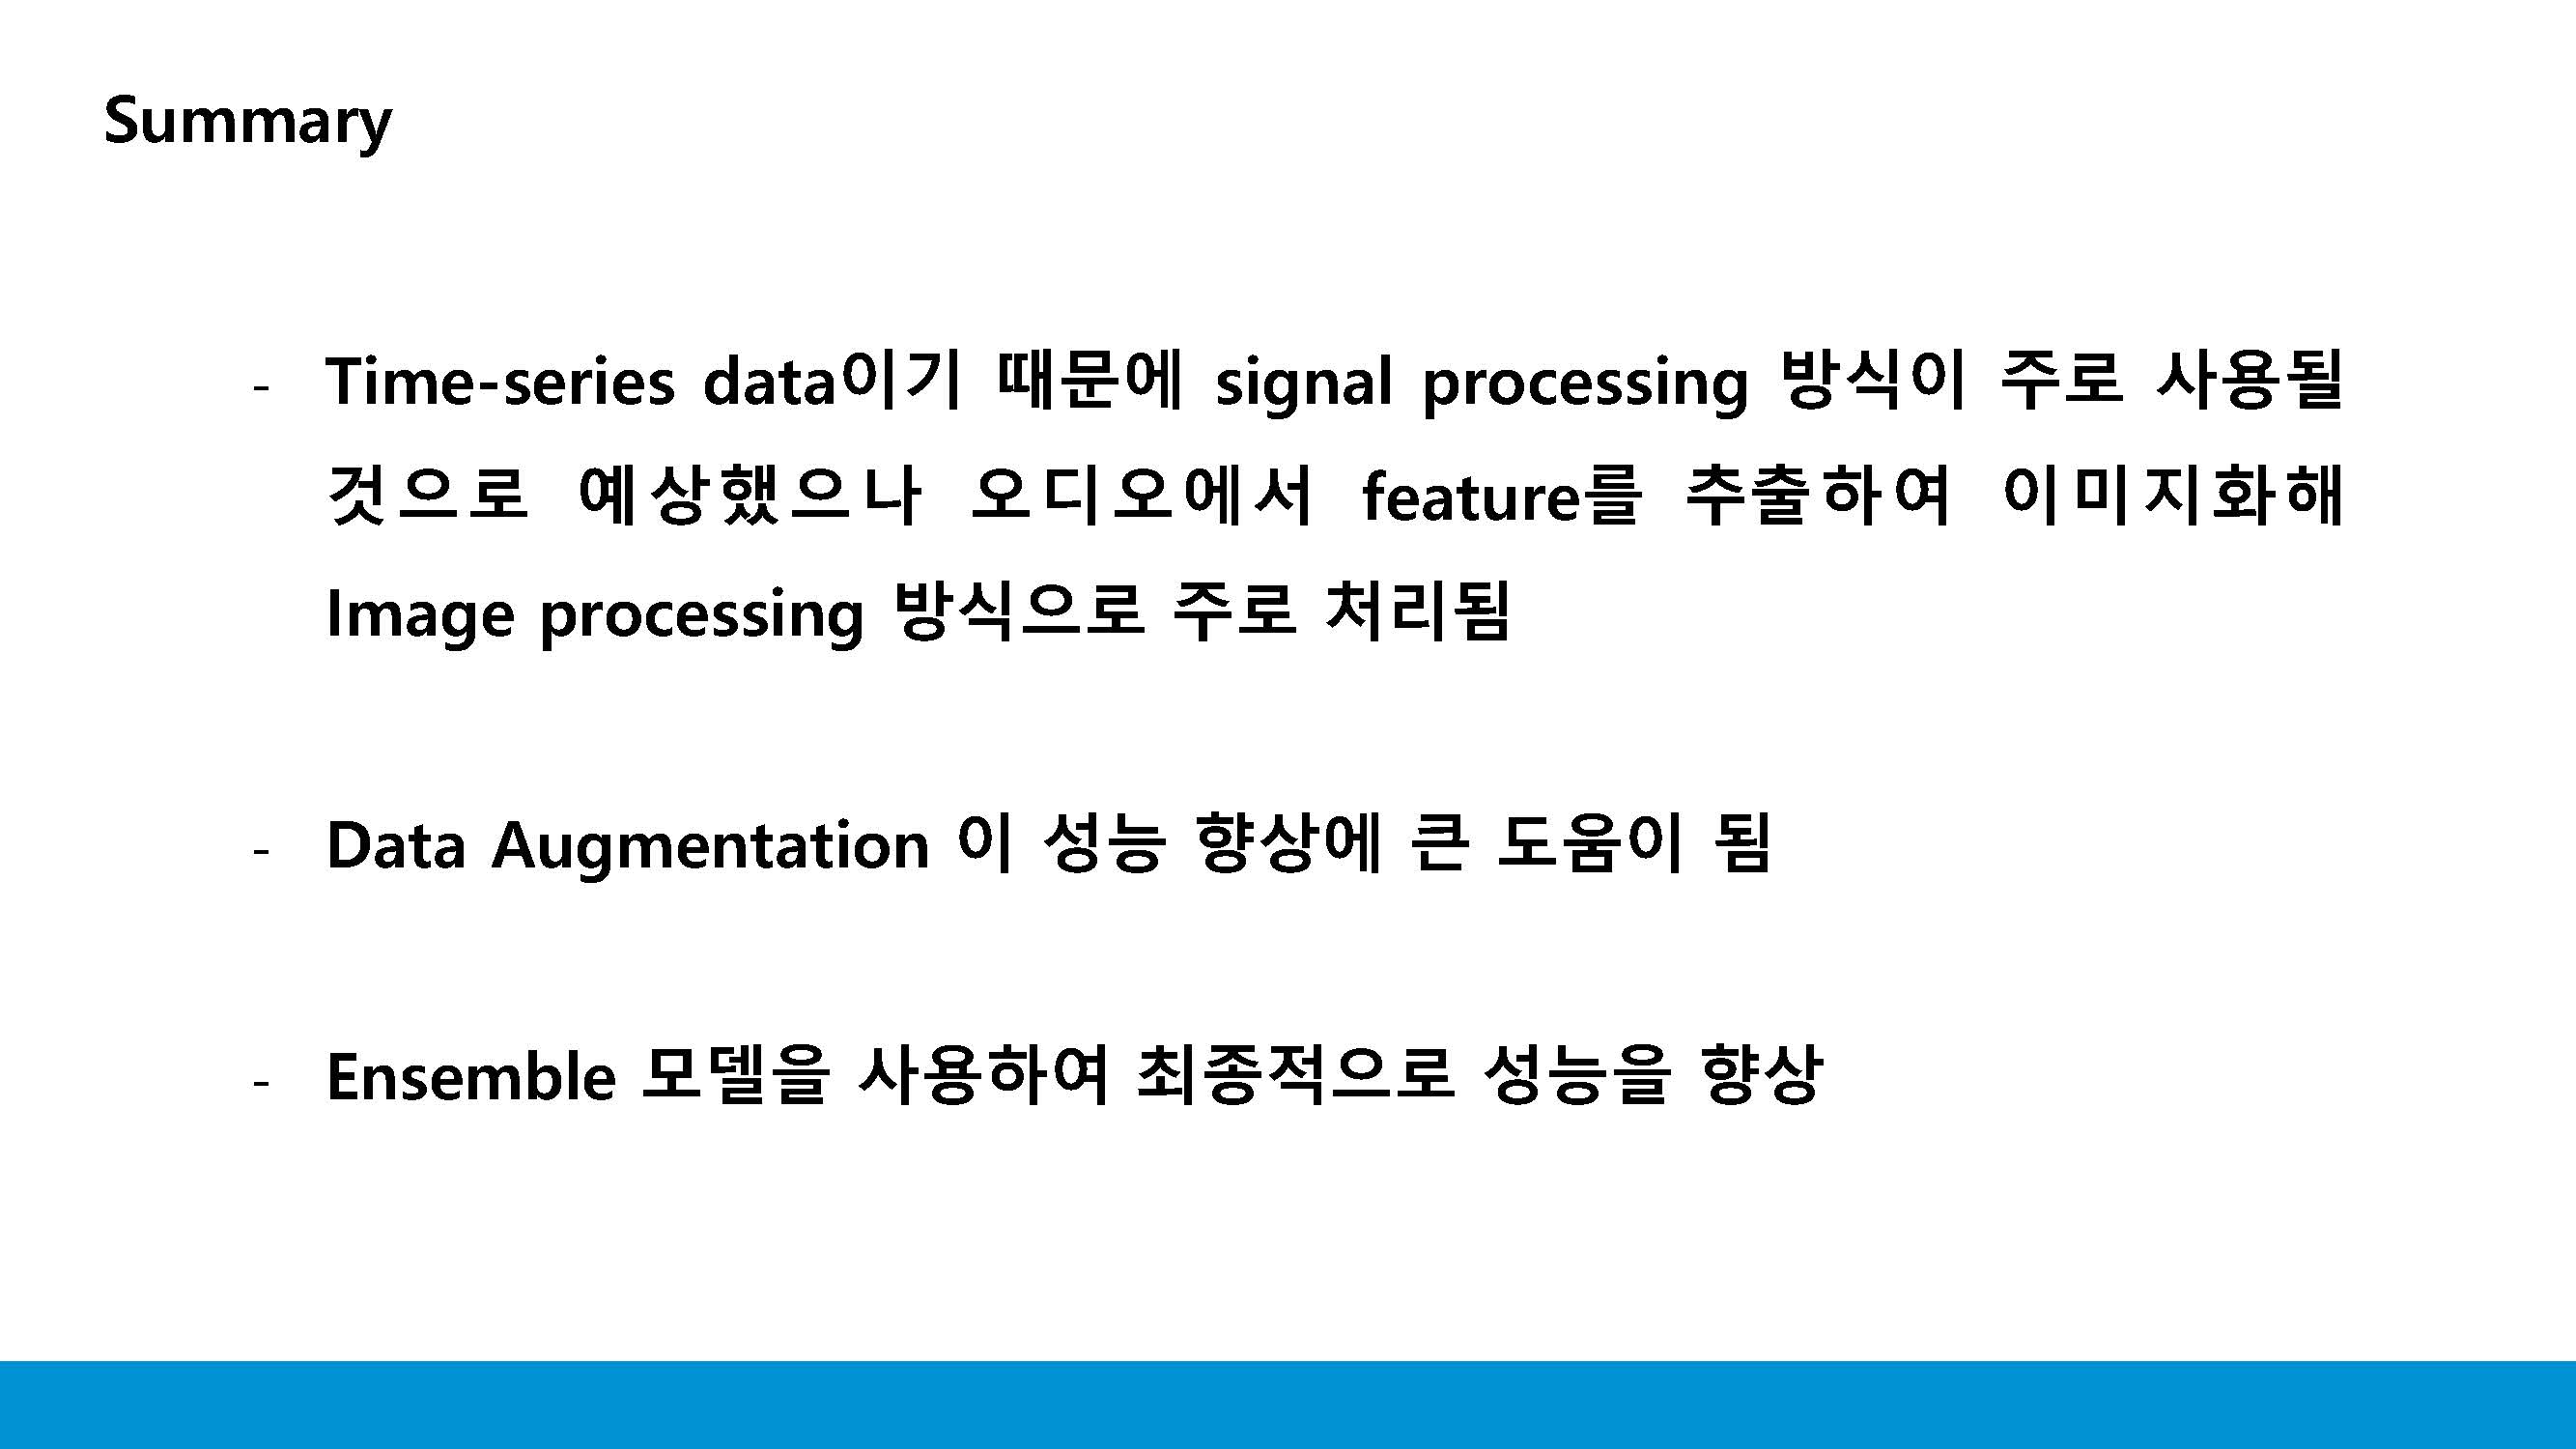 Summary
- Time-series data이기 때문에 signal processing 방식이 주로 사용될
것으로 예상했으나 오디오에서 feature를 추출하여 이미지화해
Image processing 방식으로 주로 처리됨
- Data Augmentation 이 성능 향상에 큰 도움이 됨
- Ensemble 모델을 사용하여 최종적으로 성능을 향상